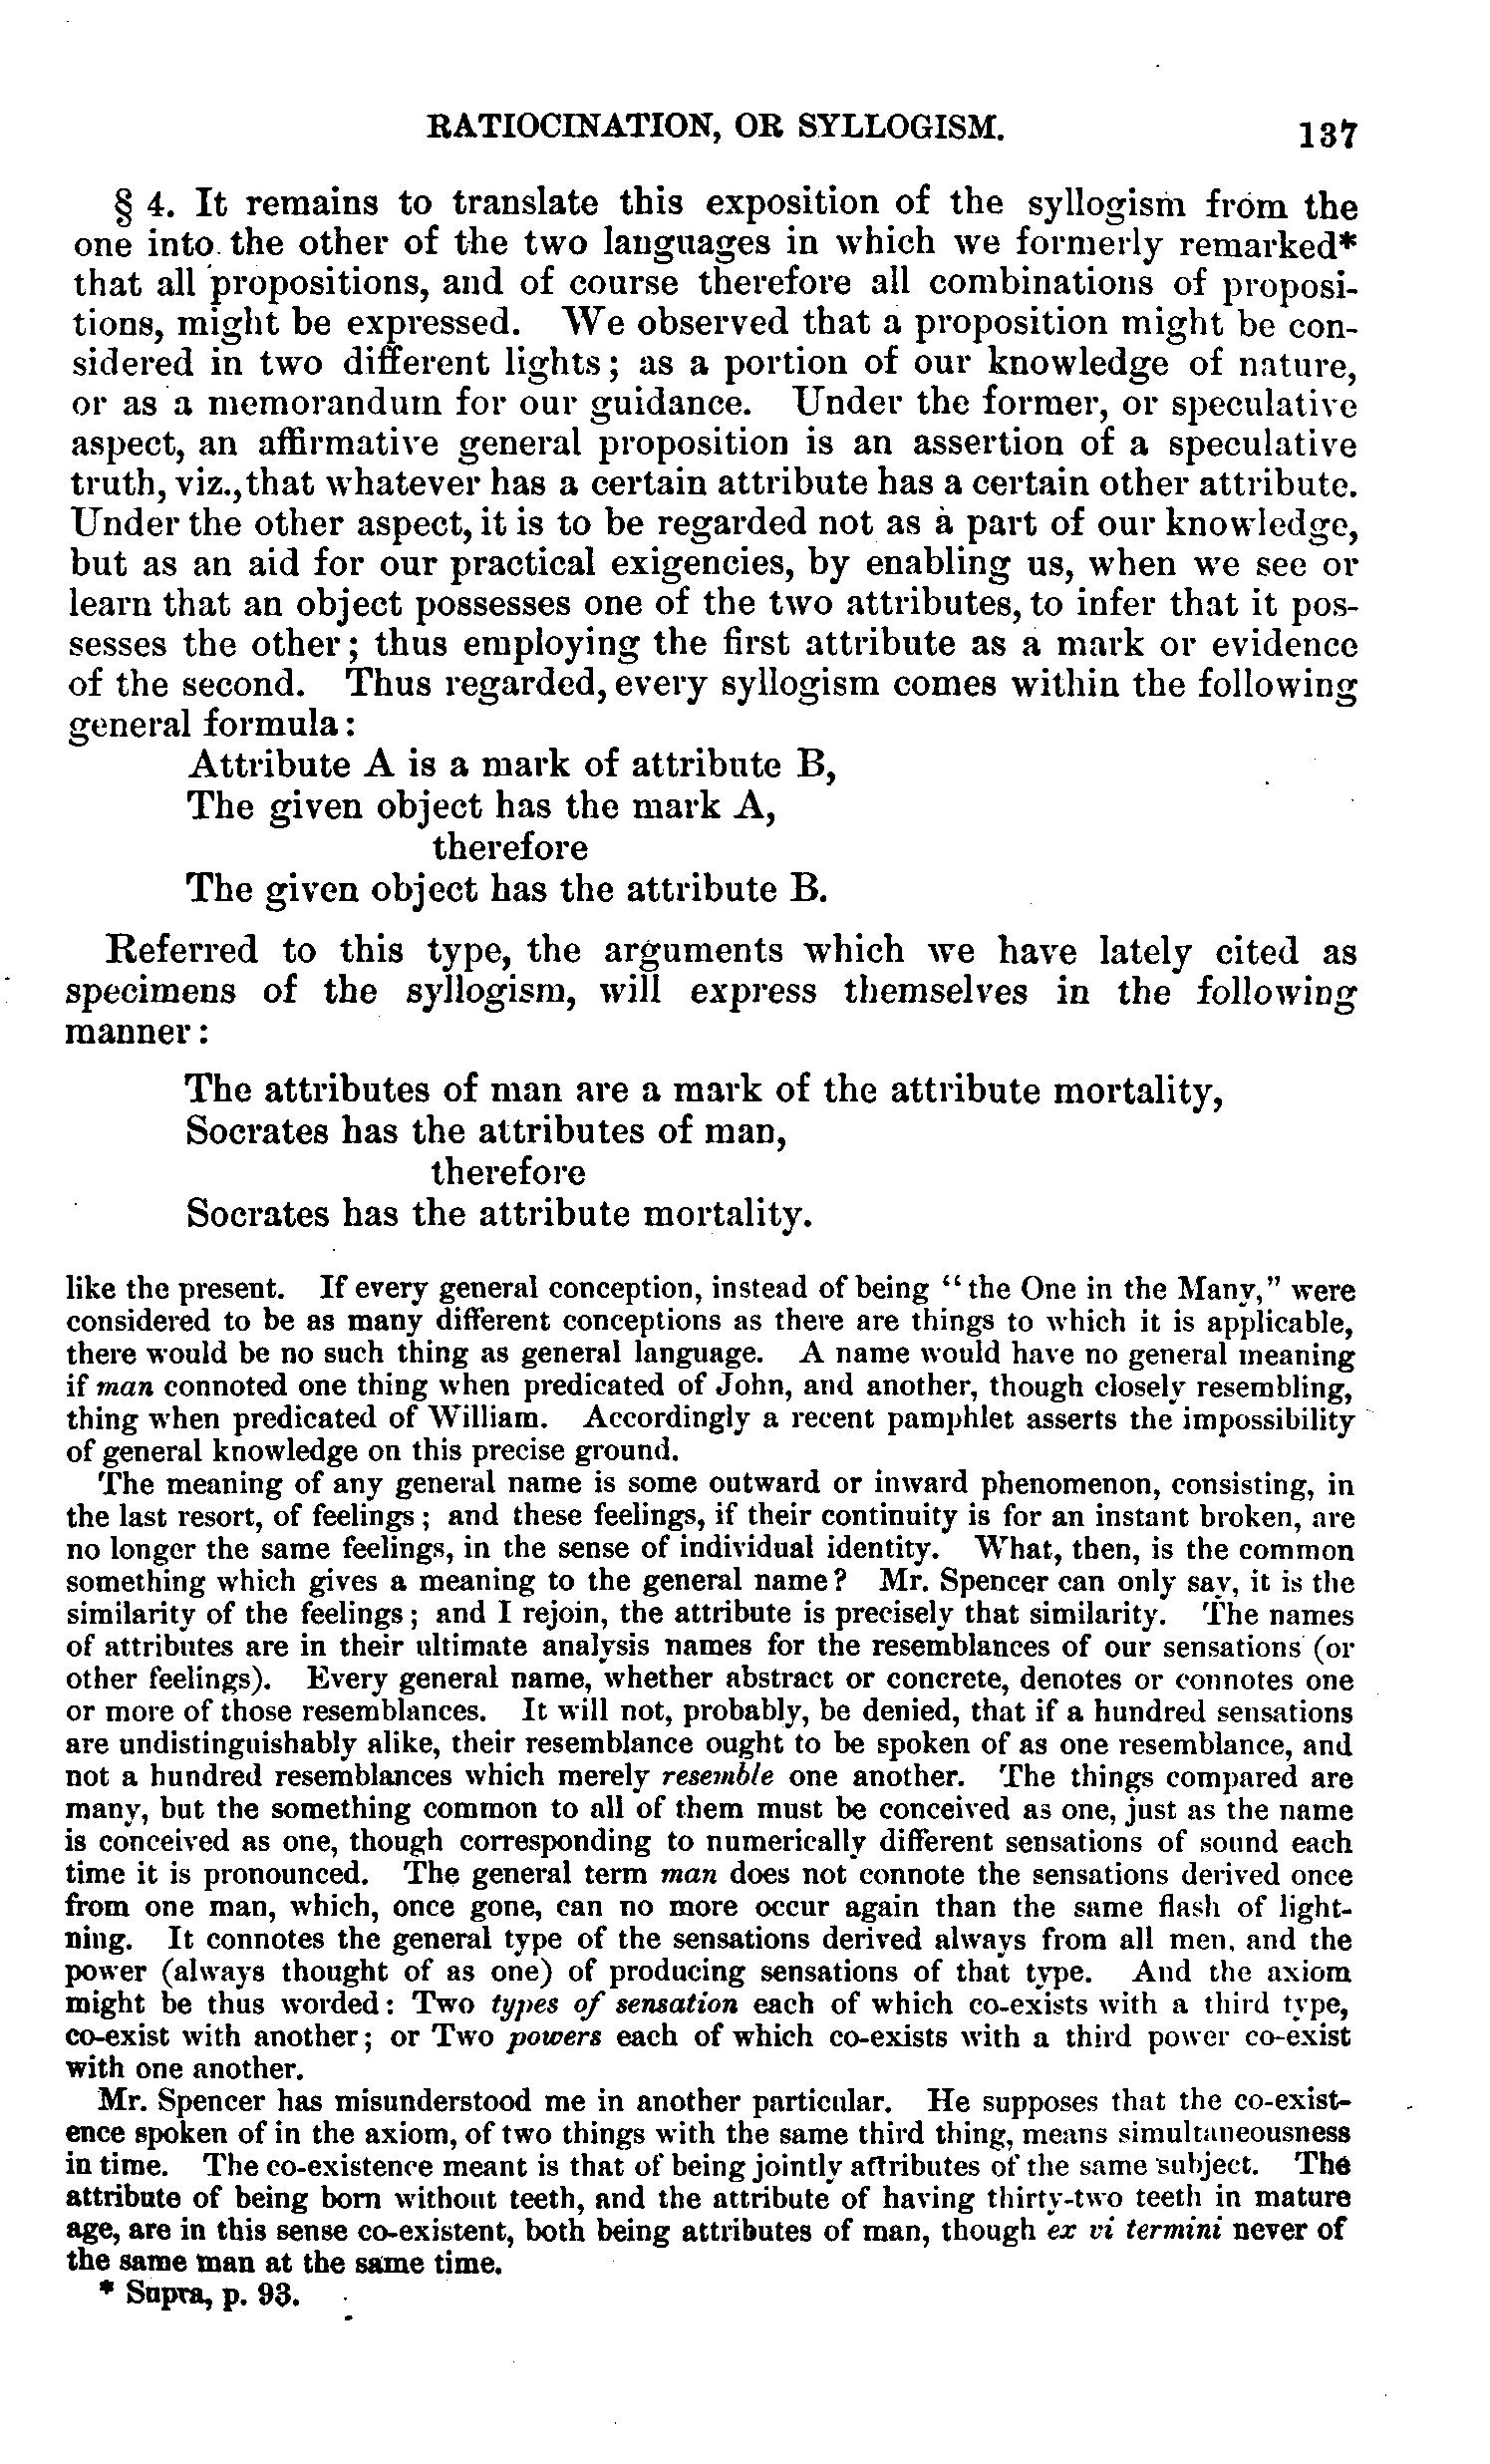 RATIOCINATION, OR SYLLOGISM. 137
§ 4. It remains to translate this exposition of the syllogism from the
one into the other of the two languages in which we formerly remarked*
that all propositions, and of course therefore all combinations of proposi-
tions, might be expressed. We observed that a proposition might be con-
sidered in two different lights; as a portion of our knowledge of nature,
or as a memorandum for our guidance. Under the former, or speculative
aspect, an affirmative general proposition is an assertion of a speculative
truth, viz., that whatever has a certain attribute has a certain other attribute.
Under the other aspect, it is to be regarded not as a part of our knowledge,
but as an aid for our practical exigencies, by enabling us, when we see or
learn that an object possesses one of the two attributes, to infer that it pos-
sesses the other; thus employing the first attribute as a mark or evidence
of the second. Thus regarded, every syllogism comes within the following
general formula:
Attribute A is a mark of attribute B,
The given object has the mark A,
therefore
The given object has the attribute B.
Referred to this type, the arguments which we have lately cited as
specimens of the syllogism, will express themselves in the following
manner:
The attributes of man are a mark of the attribute mortality,
Socrates has the attributes of man,
therefore
Socrates has the attribute mortality.
like the present. If every general conception, instead of being "the One in the Many," were
considered to be as many different conceptions as there are things to which it is applicable,
there would be no such thing as general language. A name would have no general meaning
if man connoted one thing when predicated of John, and another, though closely resembling,
thing when predicated of William. Accordingly a recent pamphlet asserts the impossibility
of general knowledge on this precise ground.
The meaning of any general name is some outward or inward phenomenon, consisting, in
the last resort, of feelings; and these feelings, if their continuity is for an instant broken, are
no longer the same feelings, in the sense of individual identity. What, then, is the common
something which gives a meaning to the general name? Mr. Spencer can only say, it is the
similarity of the feelings; and I rejoin, the attribute is precisely that similarity. The names
of attributes are in their ultimate analysis names for the resemblances of our sensations (or
other feelings). Every general name, whether abstract or concrete, denotes or connotes one
or more of those resemblances. It will not, probably, be denied, that if a hundred sensations
are undistinguishably alike, their resemblance ought to be spoken of as one resemblance, and
not a hundred resemblances which merely resemble one another. The things compared are
many, but the something common to all of them must be conceived as one, just as the name
is conceived as one, though corresponding to numerically different sensations of sound each
time it is pronounced. The general term man does not connote the sensations derived once
from one man, which, once gone, can no more occur again than the same flash of light-
ning. It connotes the general type of the sensations derived always from all men, and the
power (always thought of as one) of producing sensations of that type. And the axiom
might be thus worded: Two types of sensation each of which co-exists with a third type,
co-exist with another; or Two powers each of which co-exists with a third power co-exist
with one another.
Mr. Spencer has misunderstood me in another particular. He supposes that the co-exist-
ence spoken of in the axiom, of two things with the same third thing, means simultaneousness
in time. The co-existence meant is that of being jointly attributes of the same subject. The
attribute of being born without teeth, and the attribute of having thirty-two teeth in mature
age, are in this sense co-existent, both being attributes of man, though ex vi termini never of
the same man at the same time.
* Supra, p. 93.